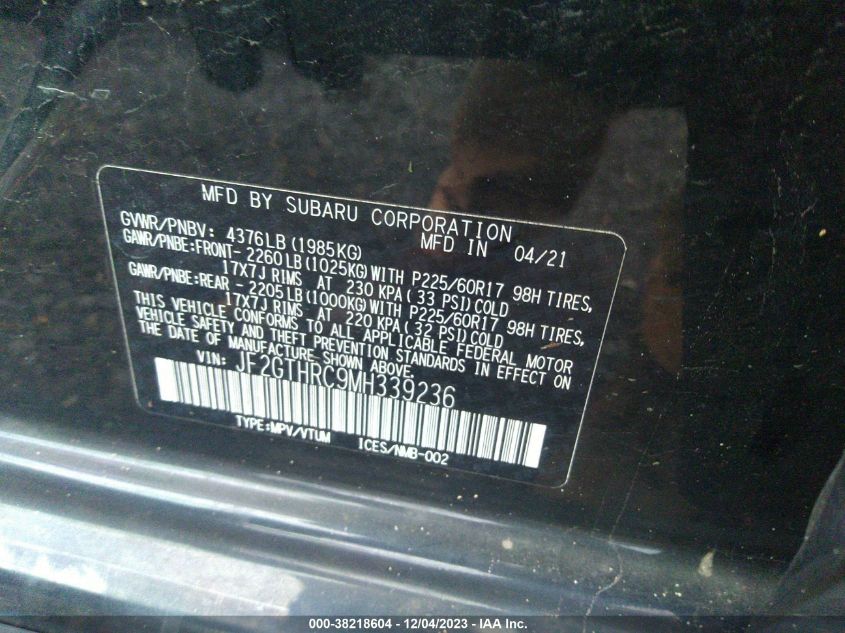 MFD BY SUBARU CORPORATION
MFD IN 04/21
GVWR/PNBV: 4376LB(1985KG)
GAWR/PNBE:FRONT- 2260LB(1025KG)WITH P225/60R17 98H TIRES,
17X7J RIMS AT 230 KPA(33 PSI)COLD
GAWR/PNBE:REAR - 2205LB(1000KG)WITH P225/60R17 98H TIRES,
17X7J RIMS AT 220 KPA(32 PSI)COLD
THIS VEHICLE CONFORMS TO ALL APPLICABLE FEDERAL MOTOR
VEHICLE SAFETY AND THEFT PREVENTION STANDARDS IN EFFECT ON
THE DATE OF MANUFACTURE SHOWN ABOVE.
VIN: JF2GTHRC9MH339236
TYPE:MPV/VTUM ICES/NMB-002
000-38218604 - 12/04/2023 - IAA Inc.